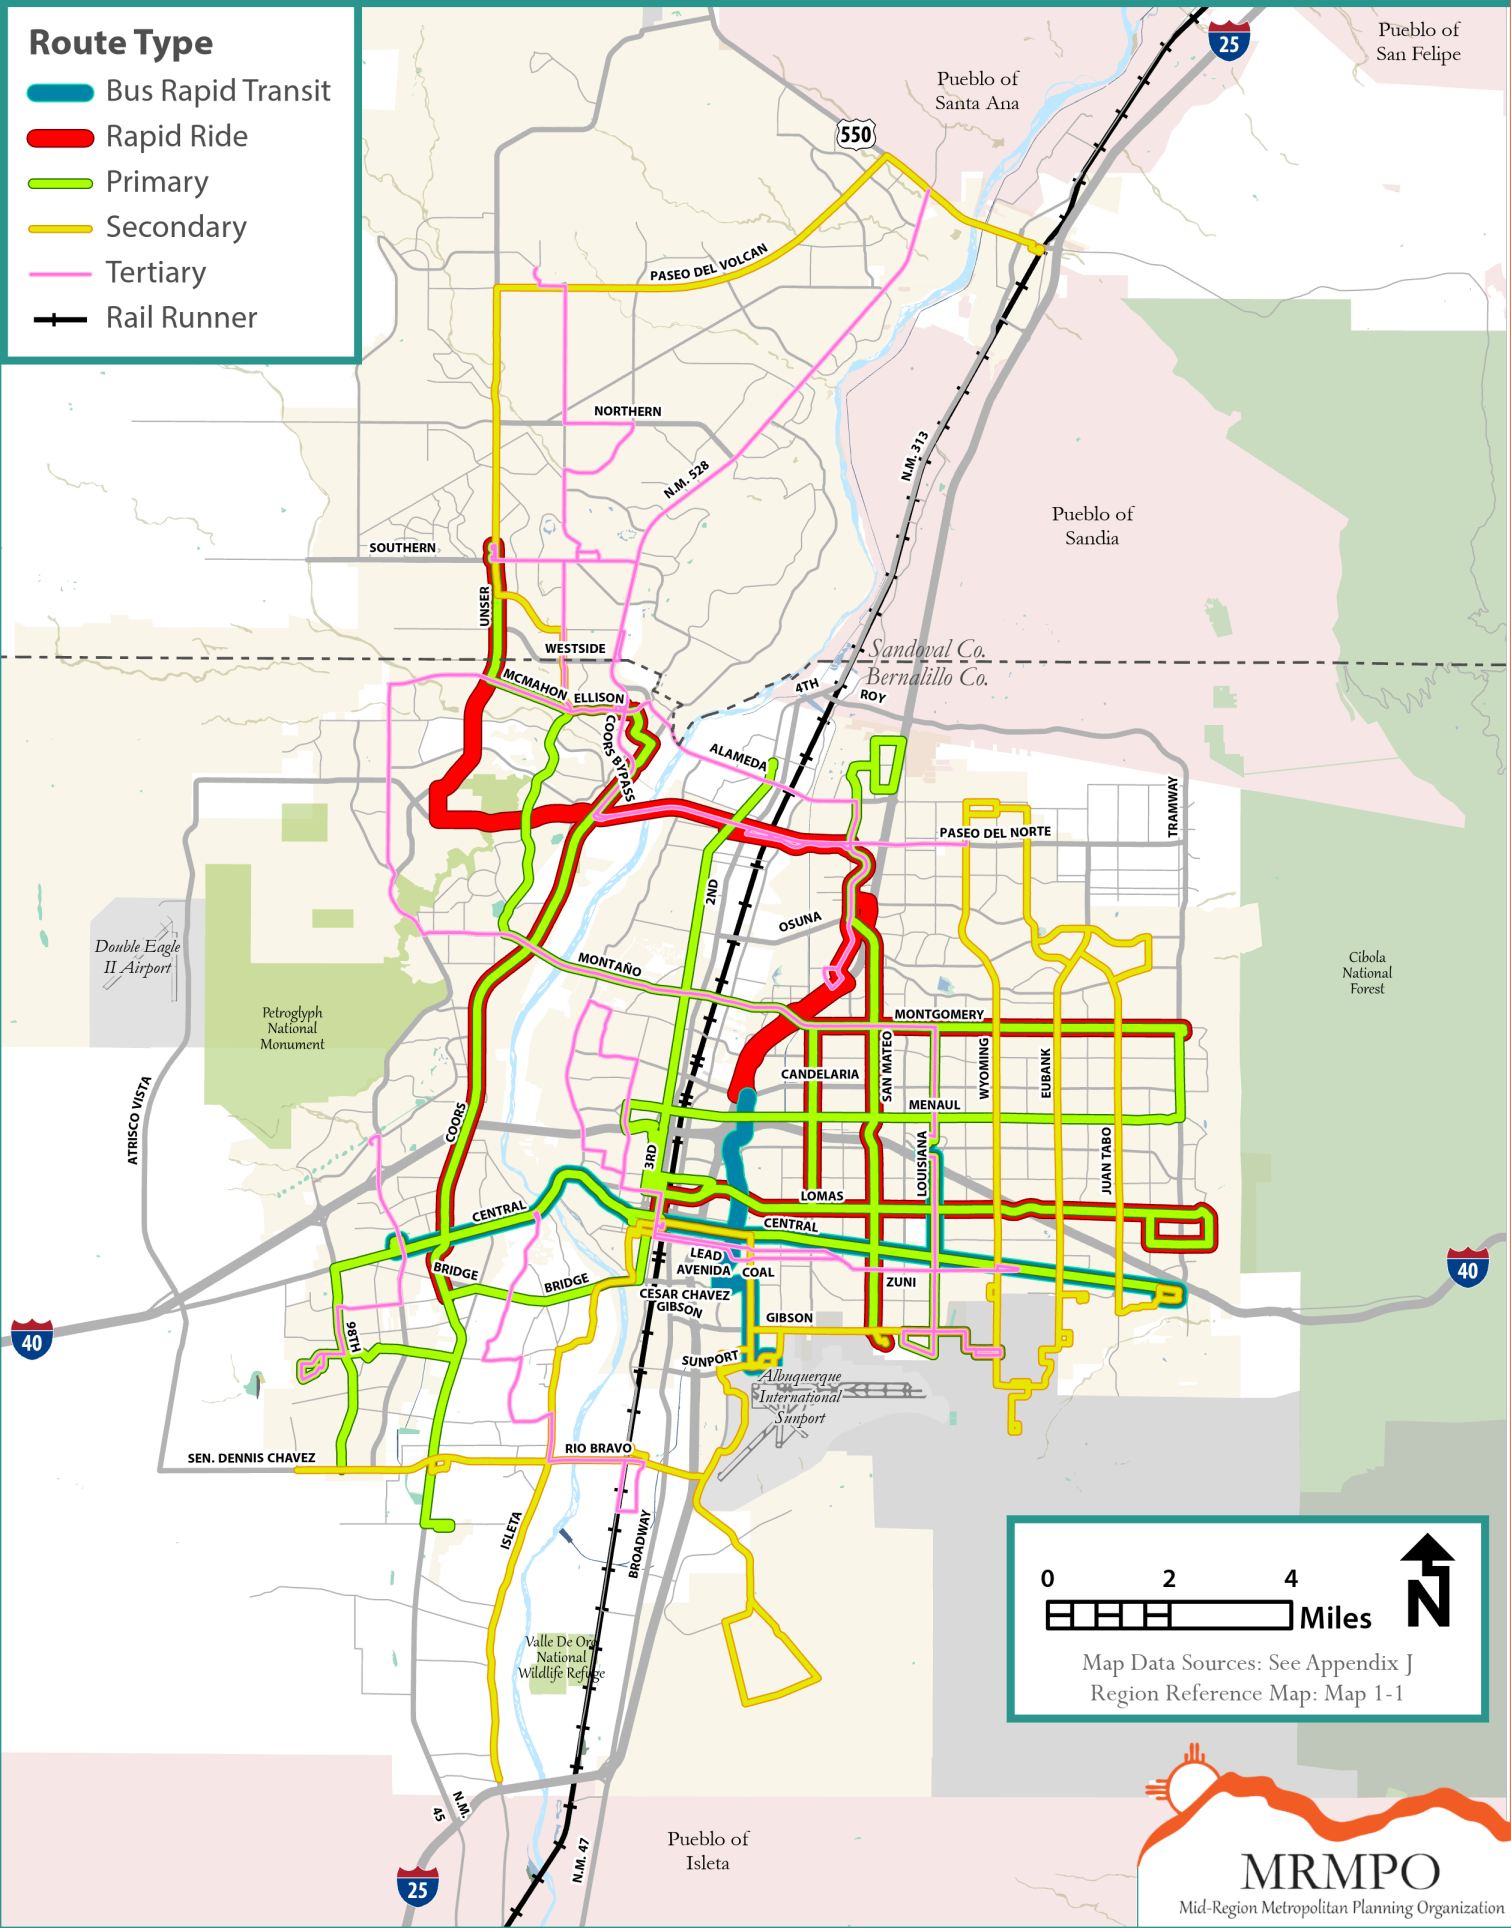 Route Type
Bus Rapid Transit
Rapid Ride
Primary
Secondary
Tertiary
Rail Runner
25
Pueblo of
San Felipe
Pueblo of
Santa Ana
550
PASEO DEL VOLCAN
NORTHERN
N.M. 528
N.M. 313
Pueblo of
Sandia
SOUTHERN
UNSER
WESTSIDE
Sandoval Co.
Bernalillo Co.
MCMAHON
ELLISON
4TH
ROY
COORS BYPASS
ALAMEDA
TRAMWAY
PASEO DEL NORTE
2ND
OSUNA
Double Eagle
II Airport
MONTAÑO
Cibola
National
Forest
Petroglyph
National
Monument
MONTGOMERY
SAN MATEO
WYOMING
EUBANK
CANDELARIA
ATRISCO VISTA
COORS
MENAUL
3RD
LOUISIANA
JUAN TABO
LOMAS
CENTRAL
CENTRAL
LEAD
AVENIDA
COAL
CESAR CHAVEZ
BRIDGE
BRIDGE
ZUNI
40
GIBSON
GIBSON
40
98TH
SUNPORT
Albuquerque
International
Sunport
SEN. DENNIS CHAVEZ
RIO BRAVO
ISLETA
BROADWAY
0 2 4
Miles
N
Map Data Sources: See Appendix J
Region Reference Map: Map 1-1
Valle De Oro
National
Wildlife Refuge
N.M.
45
N.M. 47
Pueblo of
Isleta
25
MRMPO
Mid-Region Metropolitan Planning Organization